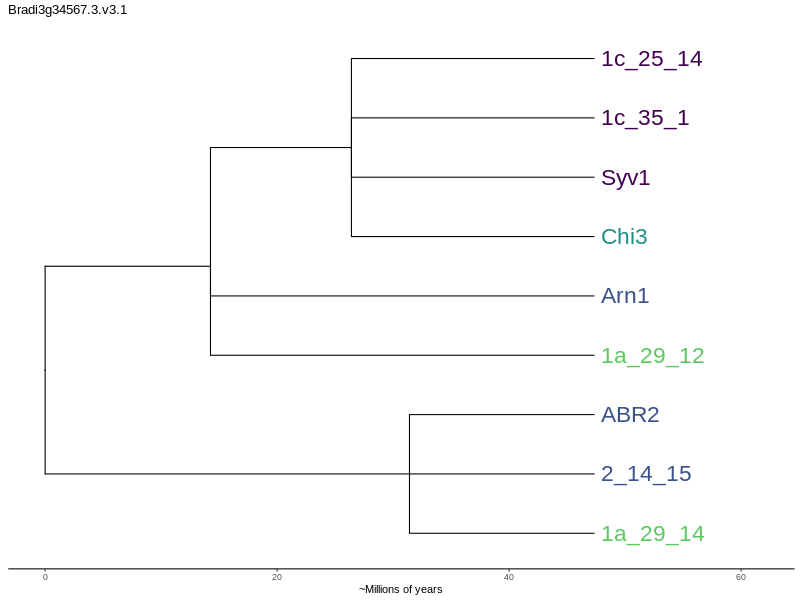 Bradi3g34567.3.v3.1
1c_25_14
1c_35_1
Syv1
Chi3
Arn1
1a_29_12
ABR2
2_14_15
1a_29_14
0 20 40 60
~Millions of years